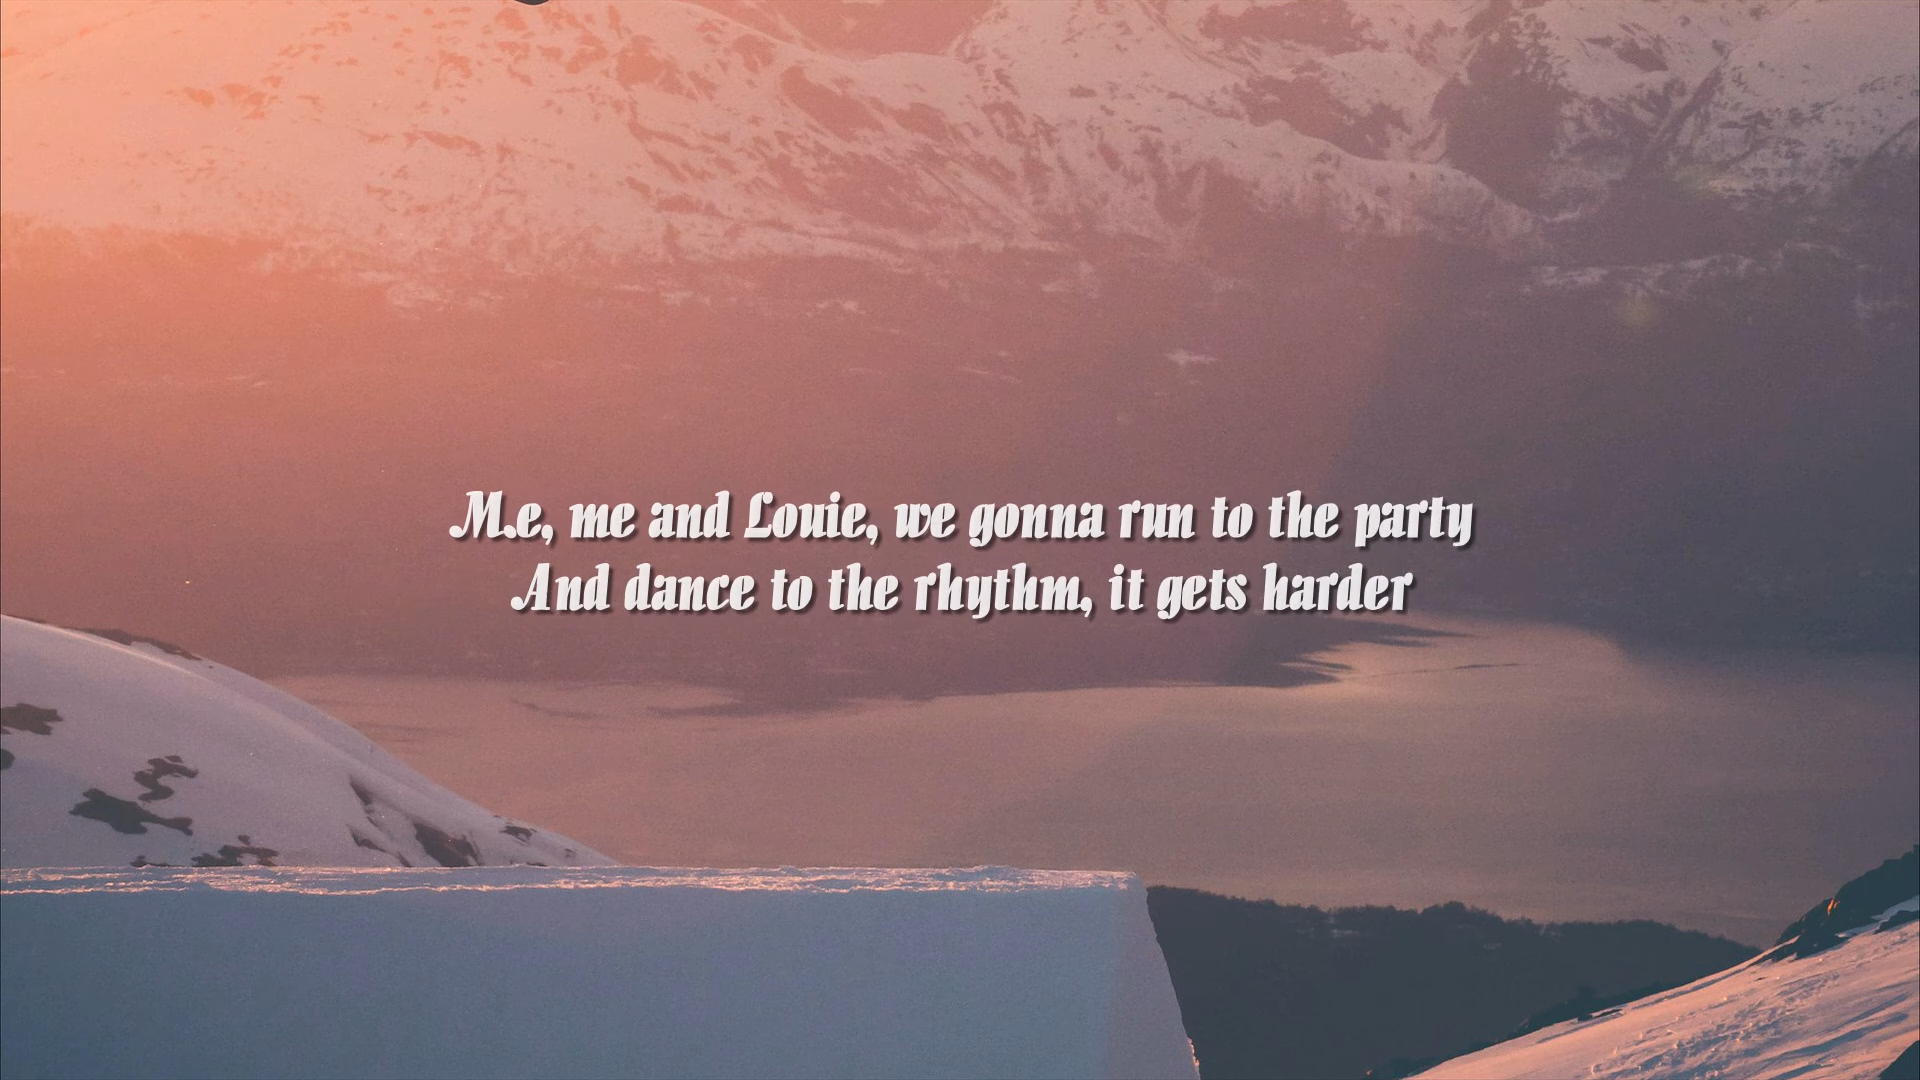 Me, me and Louie, we gonna run to the party
And dance to the rhythm, it gets harder